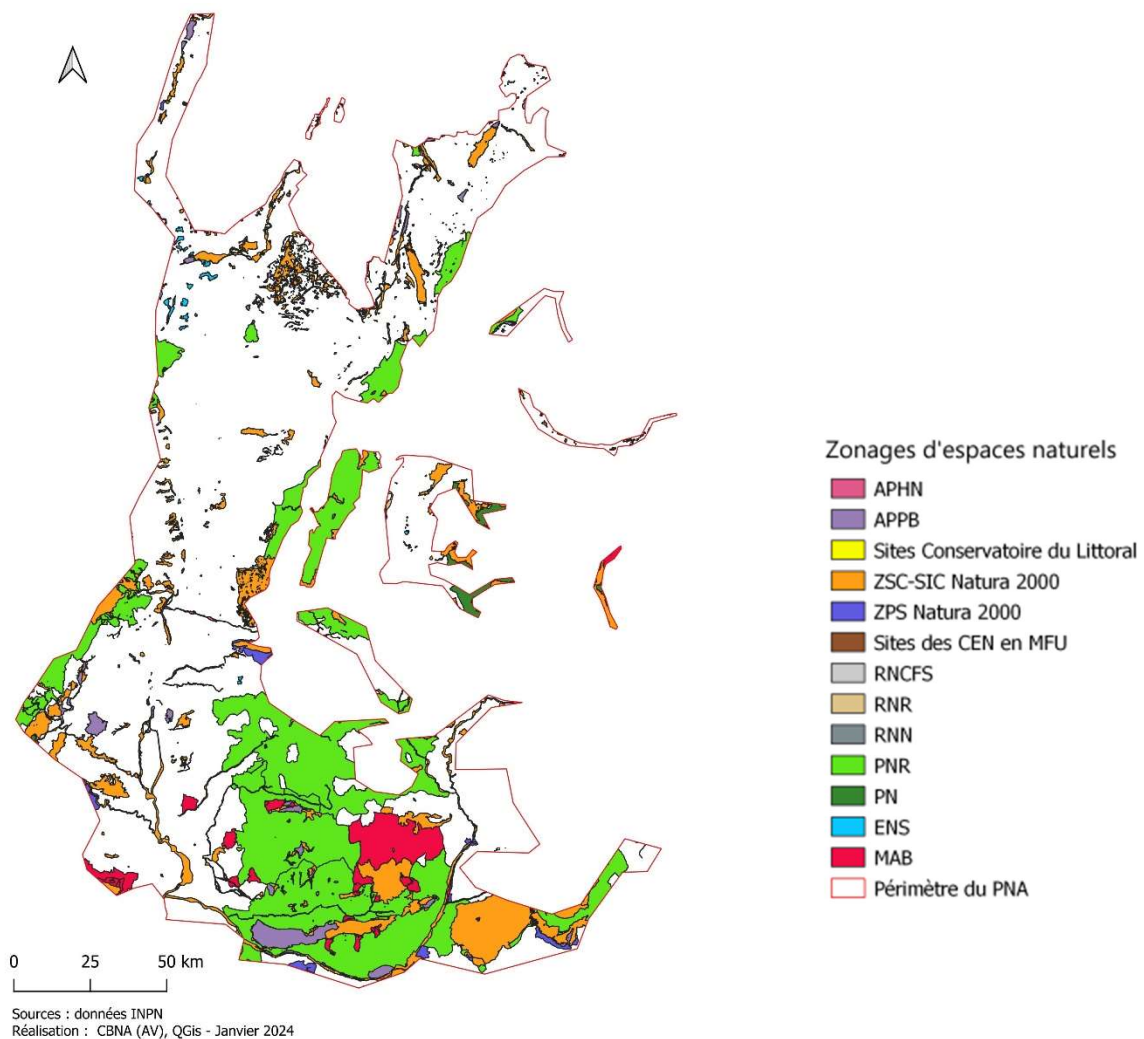 Zonages d'espaces naturels
APHN
APPB
Sites Conservatoire du Littoral
ZSC-SIC Natura 2000
ZPS Natura 2000
Sites des CEN en MFU
RNCFS
RNR
RNN
PNR
PN
ENS
MAB
Périmètre du PNA
0 25 50 km
Sources : données INPN
Réalisation : CBNA (AV), QGis - Janvier 2024